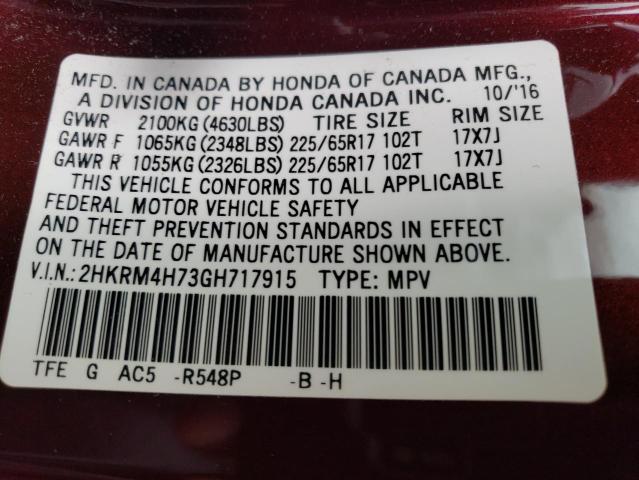 MFD. IN CANADA BY HONDA OF CANADA MFG.,
A DIVISION OF HONDA CANADA INC. 10/'16
GVWR 2100KG (4630LBS) TIRE SIZE RIM SIZE
GAWR F 1065KG (2348LBS) 225/65R17 102T 17X7J
GAWR R 1055KG (2326LBS) 225/65R17 102T 17X7J
THIS VEHICLE CONFORMS TO ALL APPLICABLE
FEDERAL MOTOR VEHICLE SAFETY
AND THEFT PREVENTION STANDARDS IN EFFECT
ON THE DATE OF MANUFACTURE SHOWN ABOVE.
V.I.N.: 2HKRM4H73GH717915 TYPE: MPV
TFE G AC5 -R548P -B -H